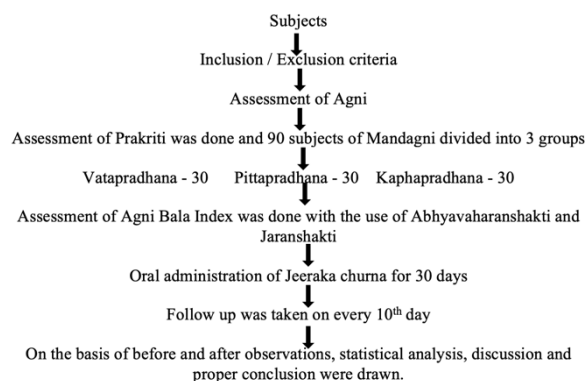 Subjects
Inclusion / Exclusion criteria
Assessment of Agni
Assessment of Prakriti was done and 90 subjects of Mandagni divided into 3 groups
Vatapradhana - 30 Pittapradhana - 30 Kaphapradhana - 30
Assessment of Agni Bala Index was done with the use of Abhyavaharanshakti and
Jaranshakti
Oral administration of Jeeraka churna for 30 days
Follow up was taken on every 10th day
On the basis of before and after observations, statistical analysis, discussion and
proper conclusion were drawn.